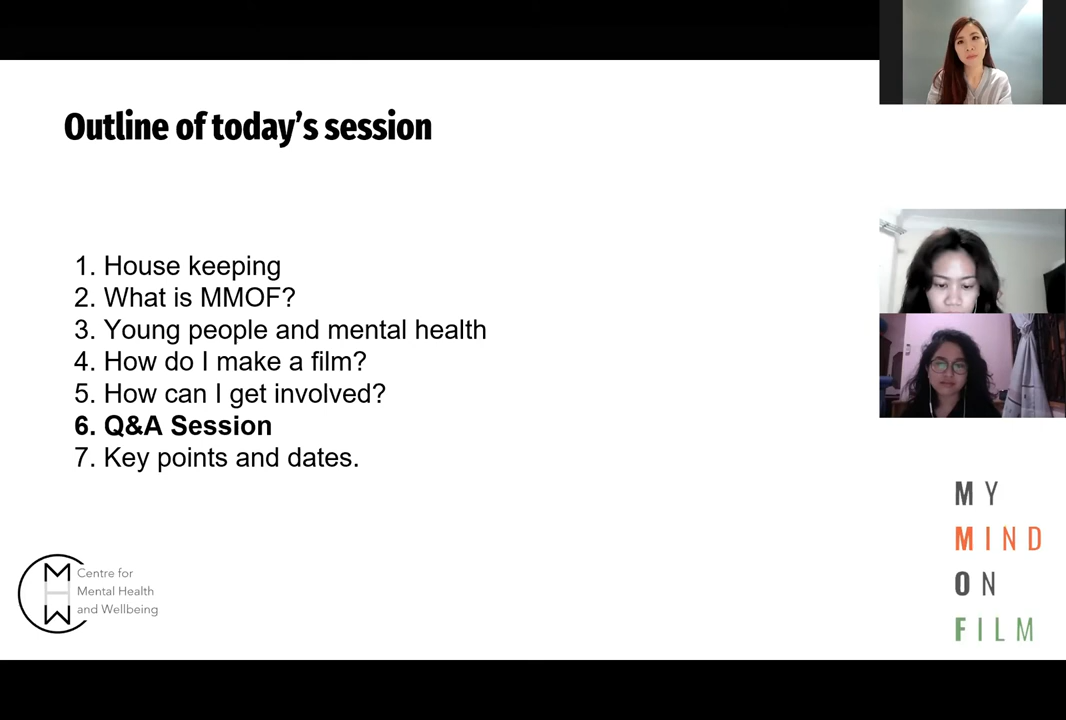 Outline of today's session
1. House keeping
2. What is MMOF?
3. Young people and mental health
4. How do I make a film?
5. How can I get involved?
6. Q&A Session
7. Key points and dates.
MHW
Centre for
Mental Health
and Wellbeing
MY
MIND
ON
FILM